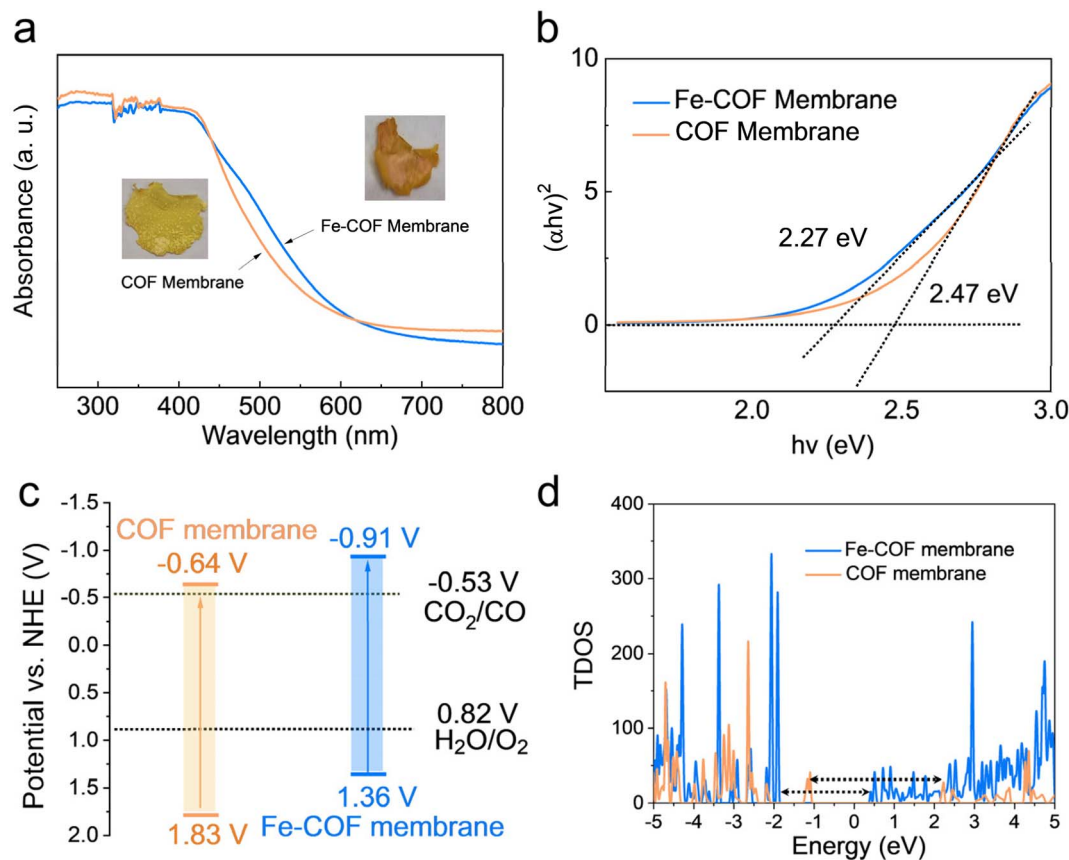 a
Absorbance (a. u.)
COF Membrane
Fe-COF Membrane
300 400 500 600 700 800
Wavelength (nm)
b
Fe-COF Membrane
COF Membrane
10
5
0
(αhv)²
2.27 eV
2.47 eV
2.0 2.5 3.0
hv (eV)
c
Potential vs. NHE (V)
-1.5
-1.0
-0.5
0.0
0.5
1.0
1.5
2.0
COF membrane
-0.64 V
-0.91 V
-0.53 V
CO₂/CO
0.82 V
H₂O/O₂
1.36 V
1.83 V
Fe-COF membrane
d
400
300
200
100
0
TDOS
Fe-COF membrane
COF membrane
-5 -4 -3 -2 -1 0 1 2 3 4 5
Energy (eV)